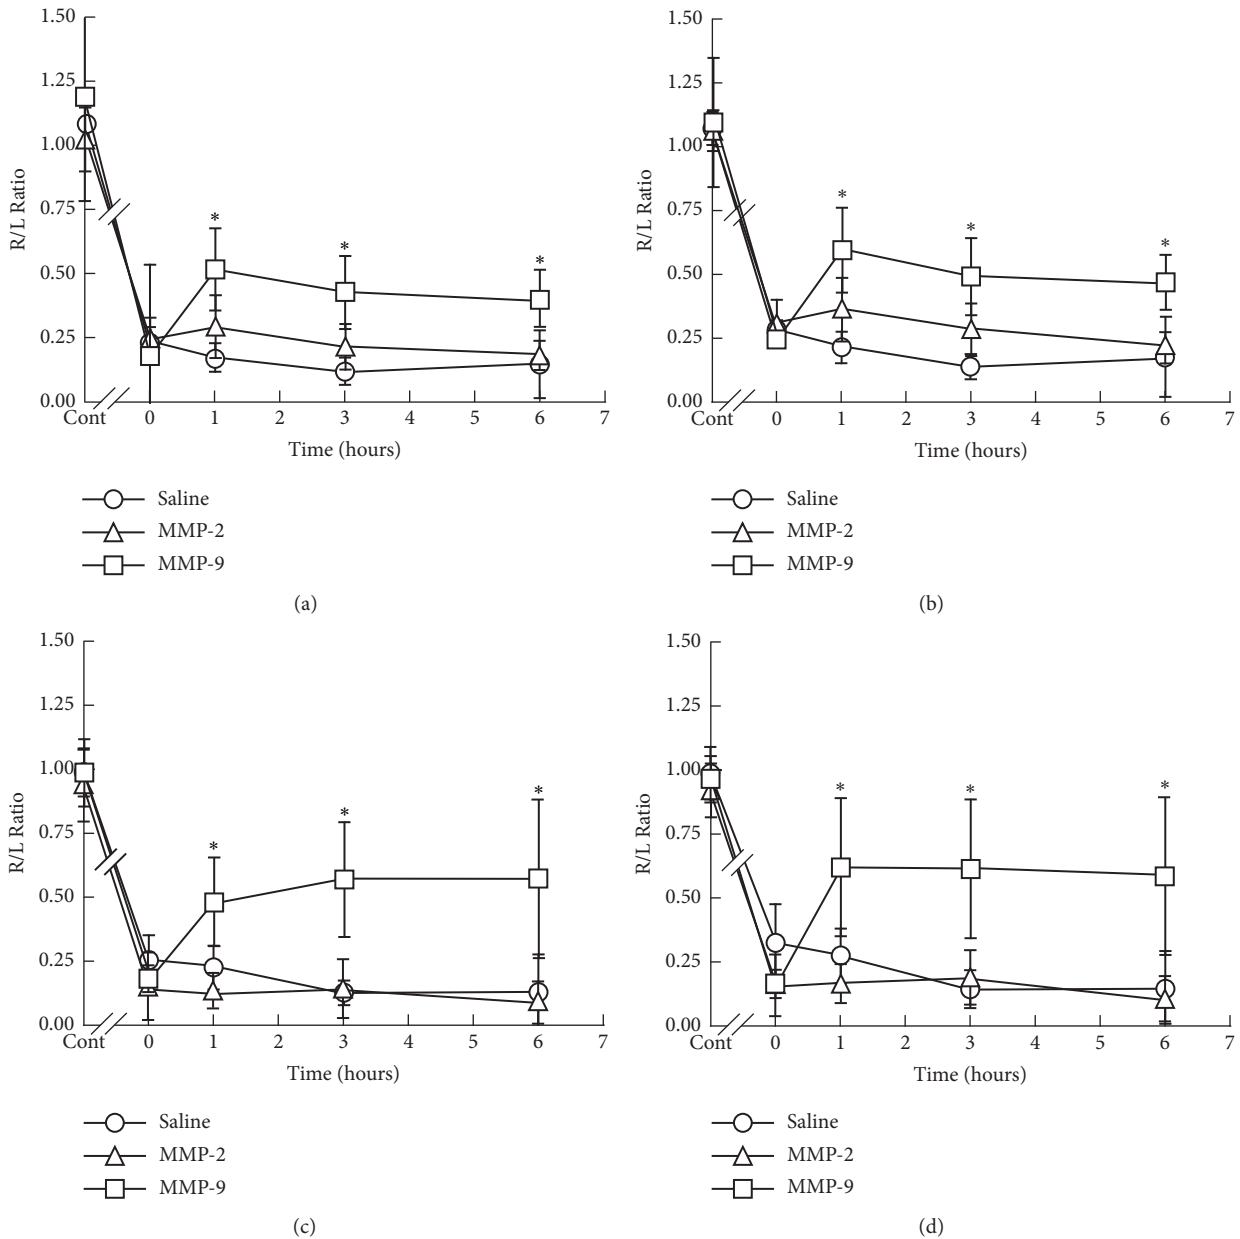 1.50
1.25
1.00
0.75
0.50
0.25
0.00
R/L Ratio
* * *
Cont 0 1 2 3 4 5 6 7
Time (hours)
Saline
MMP-2
MMP-9
(a)
1.50
1.25
1.00
0.75
0.50
0.25
0.00
R/L Ratio
* * *
Cont 0 1 2 3 4 5 6 7
Time (hours)
Saline
MMP-2
MMP-9
(b)
1.50
1.25
1.00
0.75
0.50
0.25
0.00
R/L Ratio
* * *
Cont 0 1 2 3 4 5 6 7
Time (hours)
Saline
MMP-2
MMP-9
(c)
1.50
1.25
1.00
0.75
0.50
0.25
0.00
R/L Ratio
* * *
Cont 0 1 2 3 4 5 6 7
Time (hours)
Saline
MMP-2
MMP-9
(d)